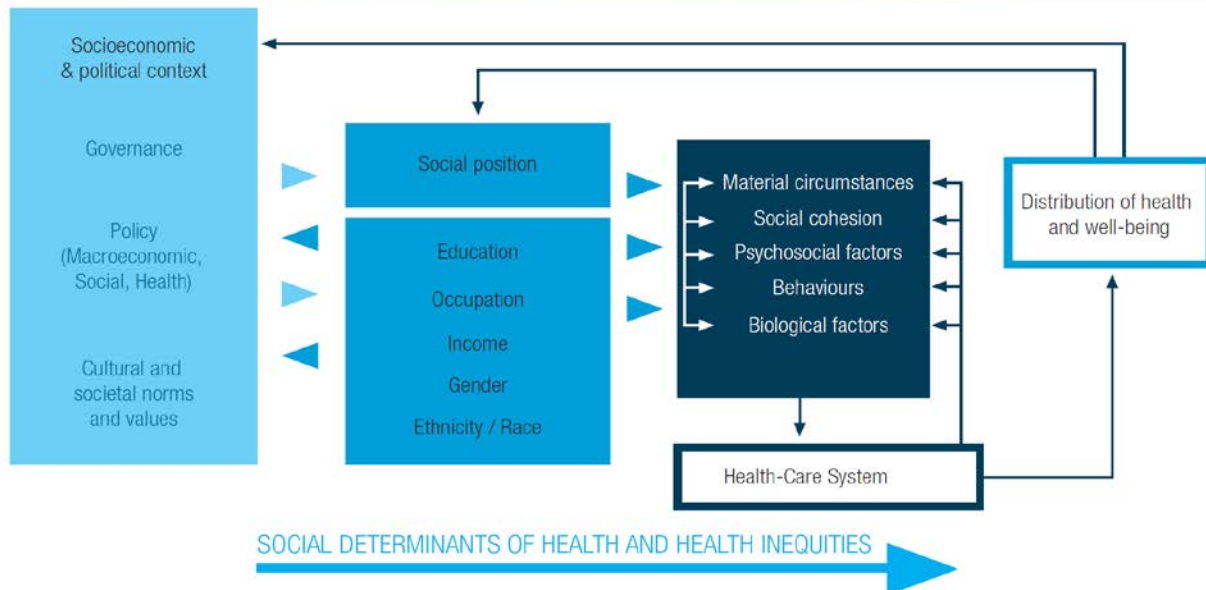 Socioeconomic
& political context
Governance
Policy
(Macroeconomic,
Social, Health)
Cultural and
societal norms
and values
Social position
Education
Occupation
Income
Gender
Ethnicity / Race
Material circumstances
Social cohesion
Psychosocial factors
Behaviours
Biological factors
Health-Care System
Distribution of health
and well-being
SOCIAL DETERMINANTS OF HEALTH AND HEALTH INEQUITIES